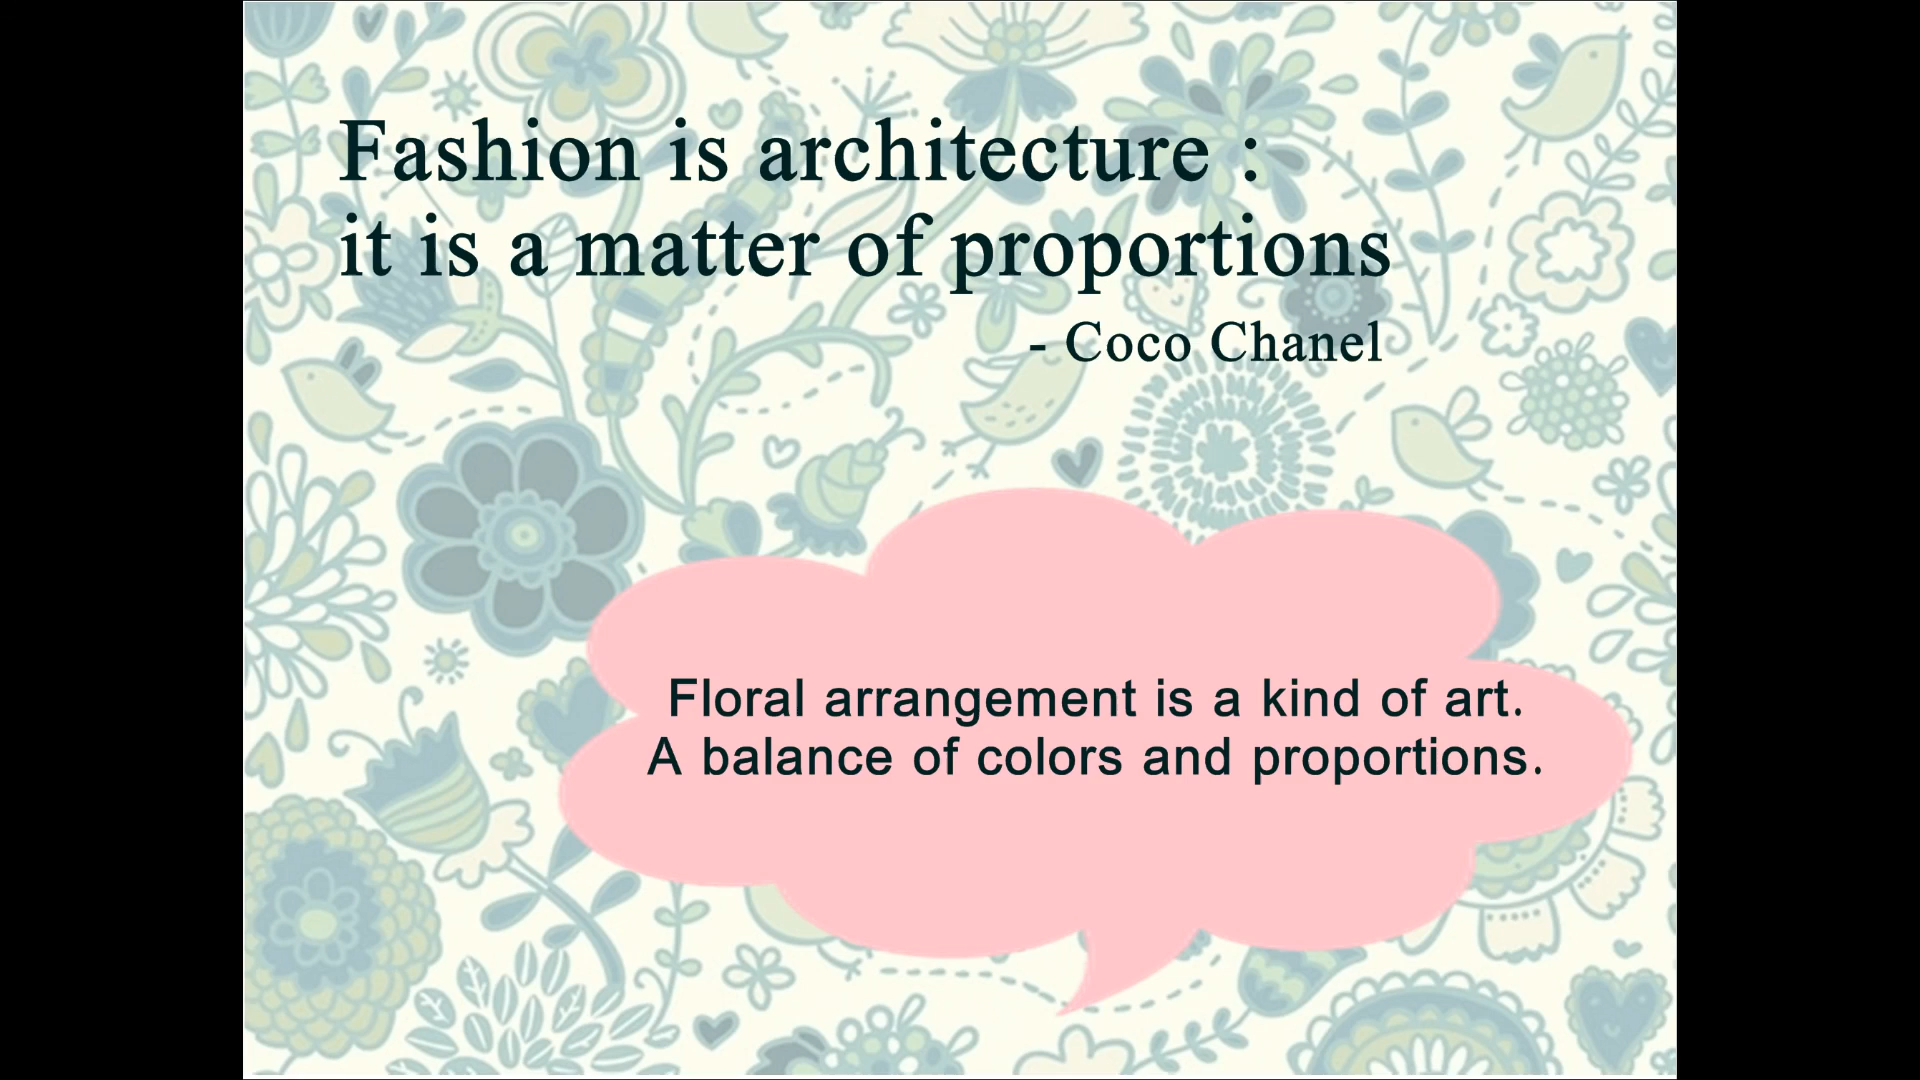 Fashion is architecture :
it is a matter of proportions
- Coco Chanel
Floral arrangement is a kind of art.
A balance of colors and proportions.